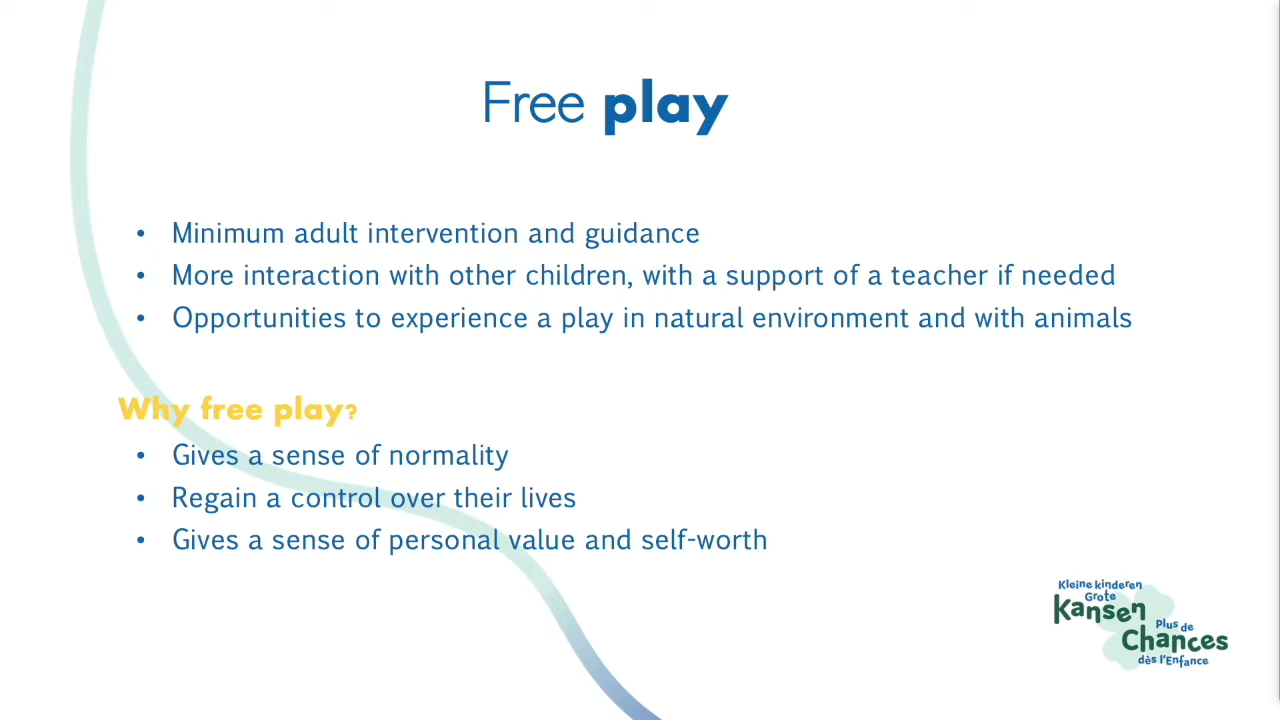 Free play
• Minimum adult intervention and guidance
• More interaction with other children, with a support of a teacher if needed
• Opportunities to experience a play in natural environment and with animals
Why free play?
• Gives a sense of normality
• Regain a control over their lives
• Gives a sense of personal value and self-worth
Kleine kinderen
Grote
Kansen
Plus de
Chances
dès l'Enfance